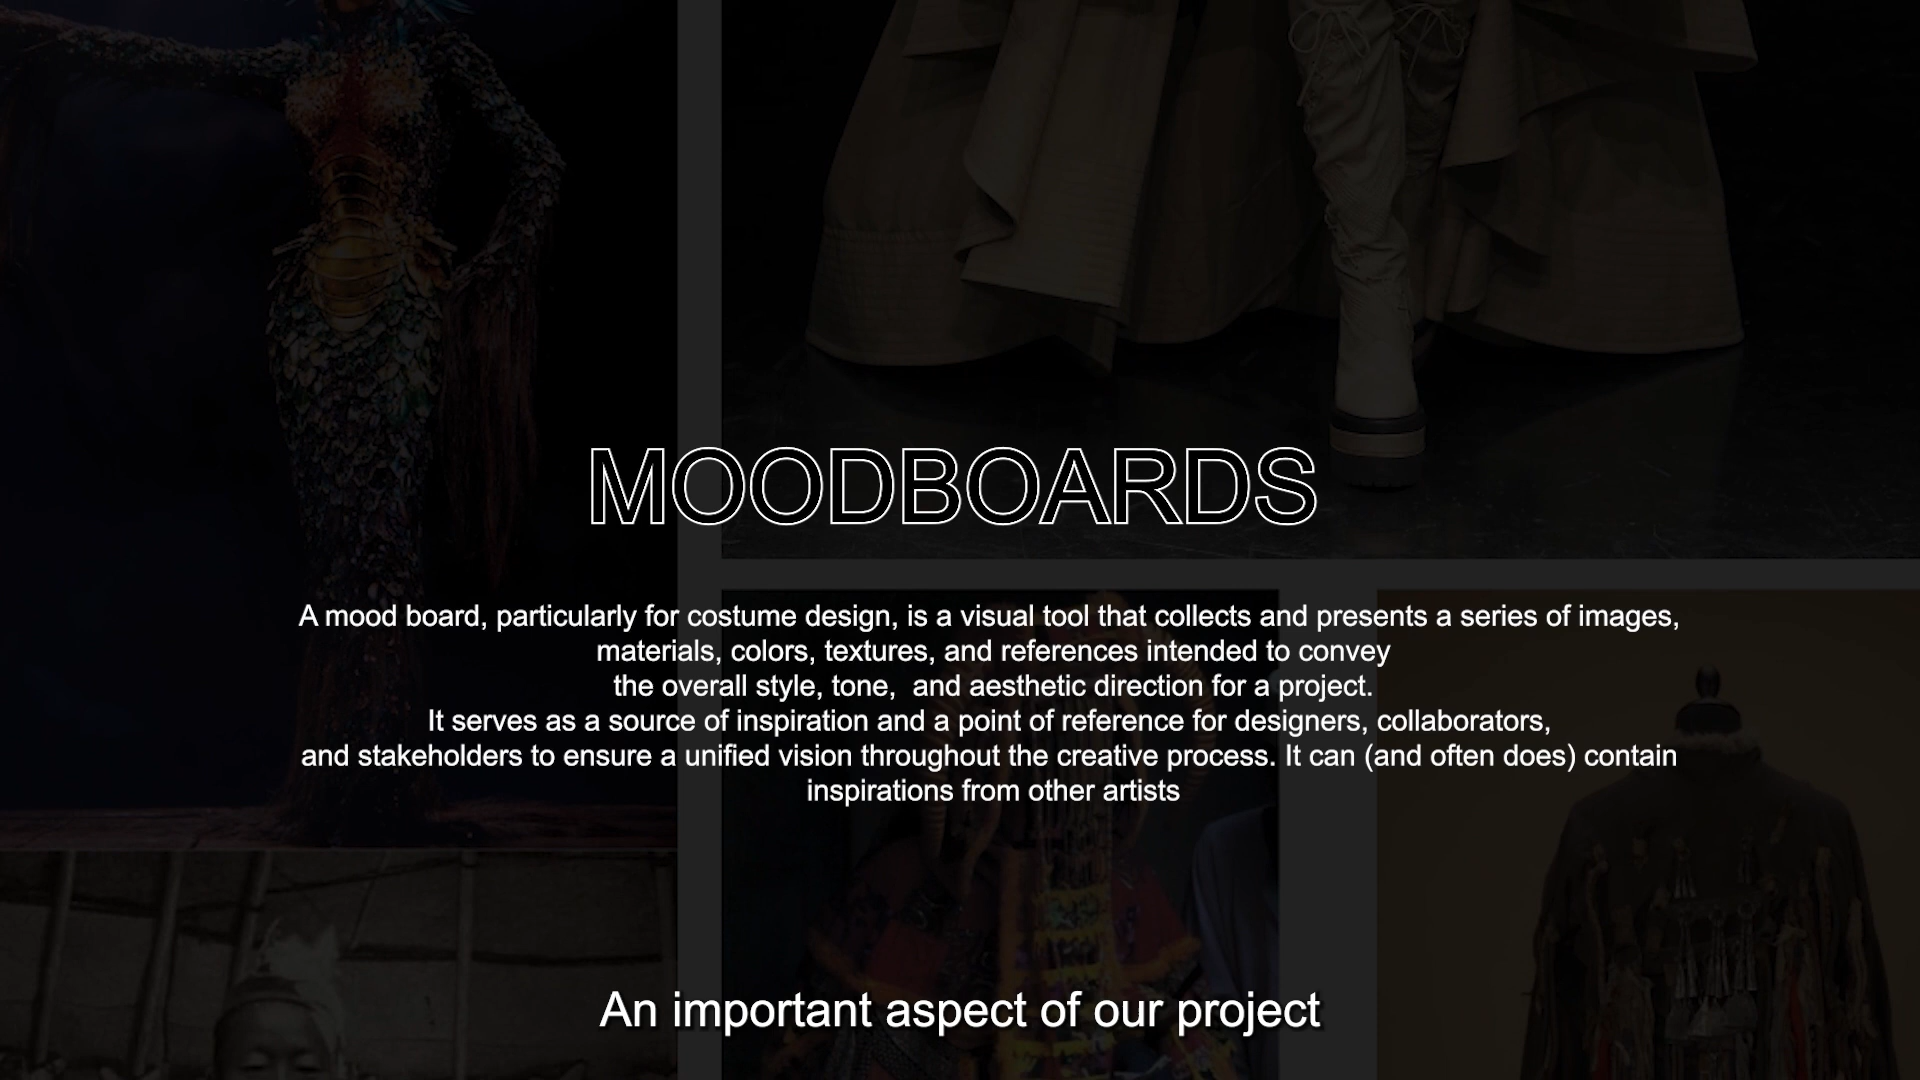 MOODBOARDS
A mood board, particularly for costume design, is a visual tool that collects and presents a series of images,
materials, colors, textures, and references intended to convey
the overall style, tone,  and aesthetic direction for a project.
It serves as a source of inspiration and a point of reference for designers, collaborators,
and stakeholders to ensure a unified vision throughout the creative process. It can (and often does) contain
inspirations from other artists
An important aspect of our project